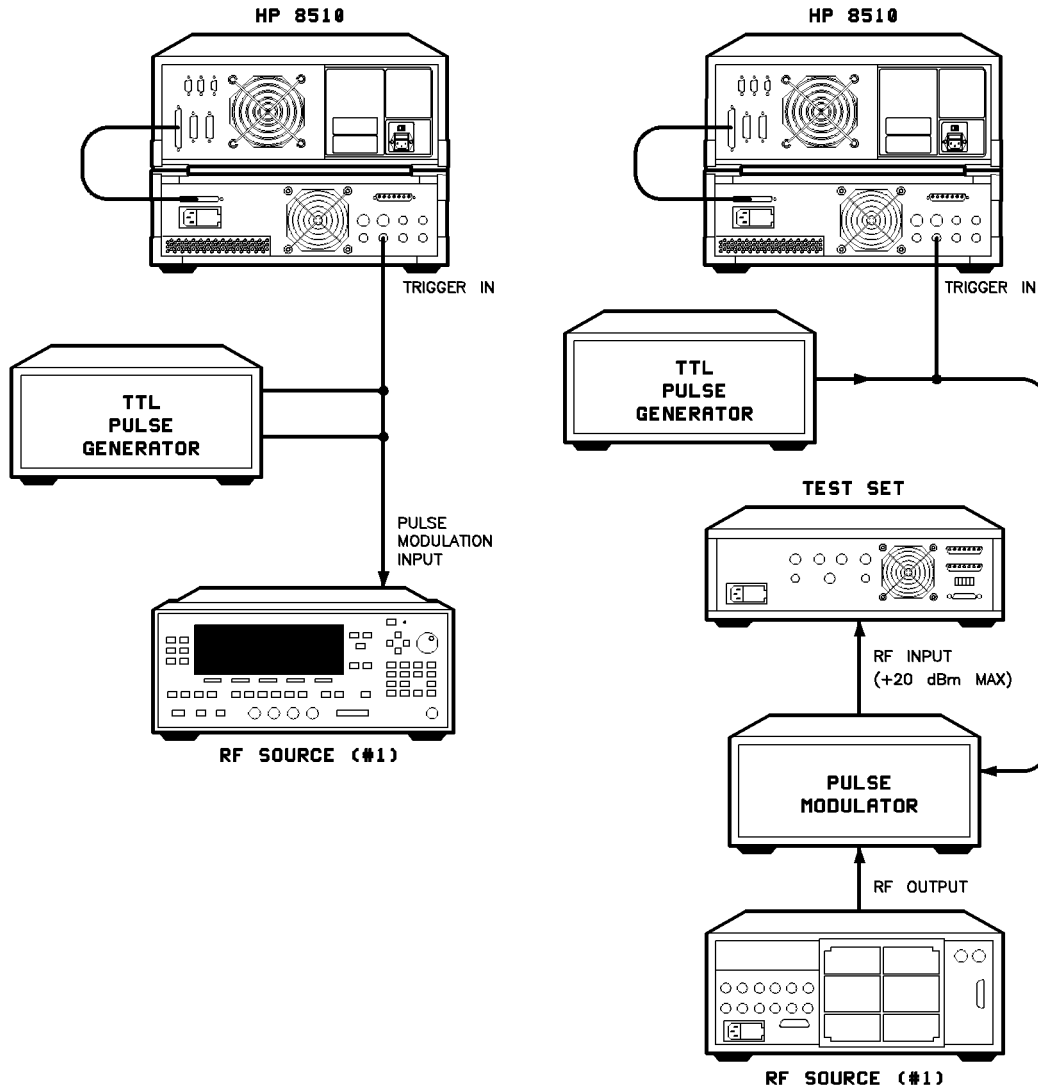 HP 8510
TRIGGER IN
TTL
PULSE
GENERATOR
PULSE
MODULATION
INPUT
RF SOURCE (#1)
HP 8510
TRIGGER IN
TTL
PULSE
GENERATOR
TEST SET
RF INPUT
(+20 dBm MAX)
PULSE
MODULATOR
RF OUTPUT
RF SOURCE (#1)